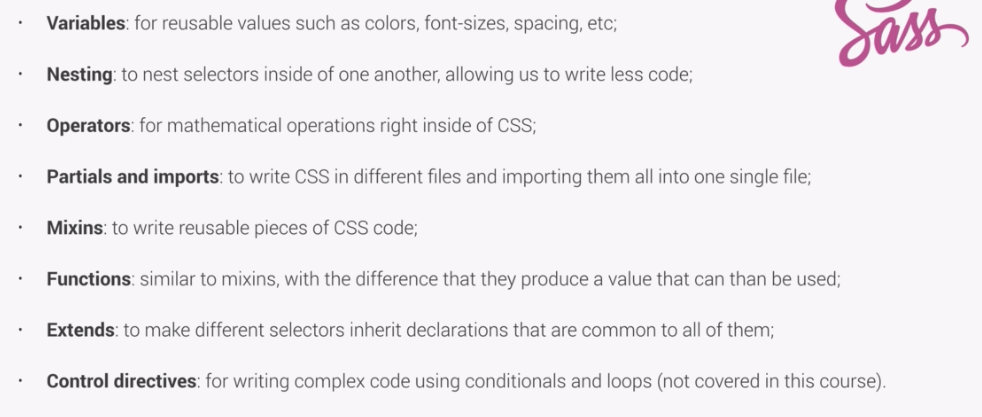 Sass
· Variables: for reusable values such as colors, font-sizes, spacing, etc;
· Nesting: to nest selectors inside of one another, allowing us to write less code;
· Operators: for mathematical operations right inside of CSS;
· Partials and imports: to write CSS in different files and importing them all into one single file;
· Mixins: to write reusable pieces of CSS code;
· Functions: similar to mixins, with the difference that they produce a value that can than be used;
· Extends: to make different selectors inherit declarations that are common to all of them;
· Control directives: for writing complex code using conditionals and loops (not covered in this course).